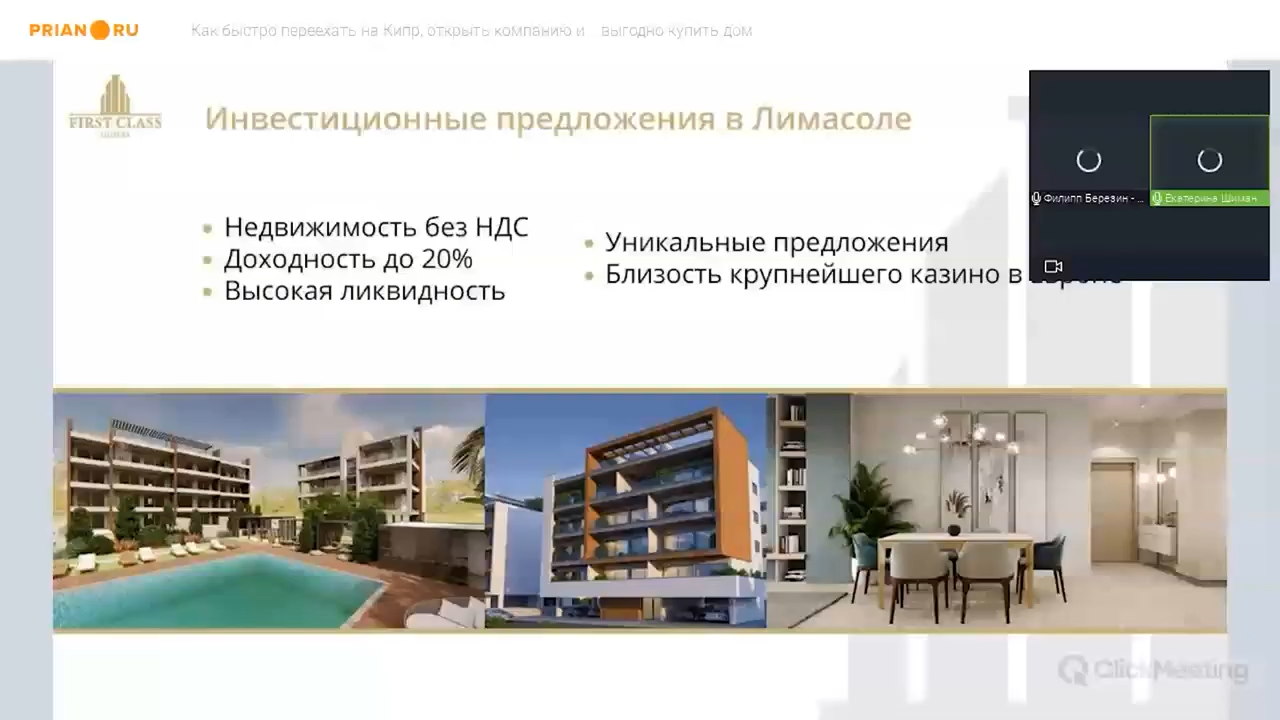 PRIAN RU
Как быстро переехать на Кипр, открыть компанию и... выгодно купить дом
FIRST CLASS
Инвестиционные предложения в Лимасоле
Недвижимость без НДС
Доходность до 20%
Высокая ликвидность
Уникальные предложения
Близость крупнейшего казино в
Филипп Березин - ...
Екатерина Шиман
ClickMeeting